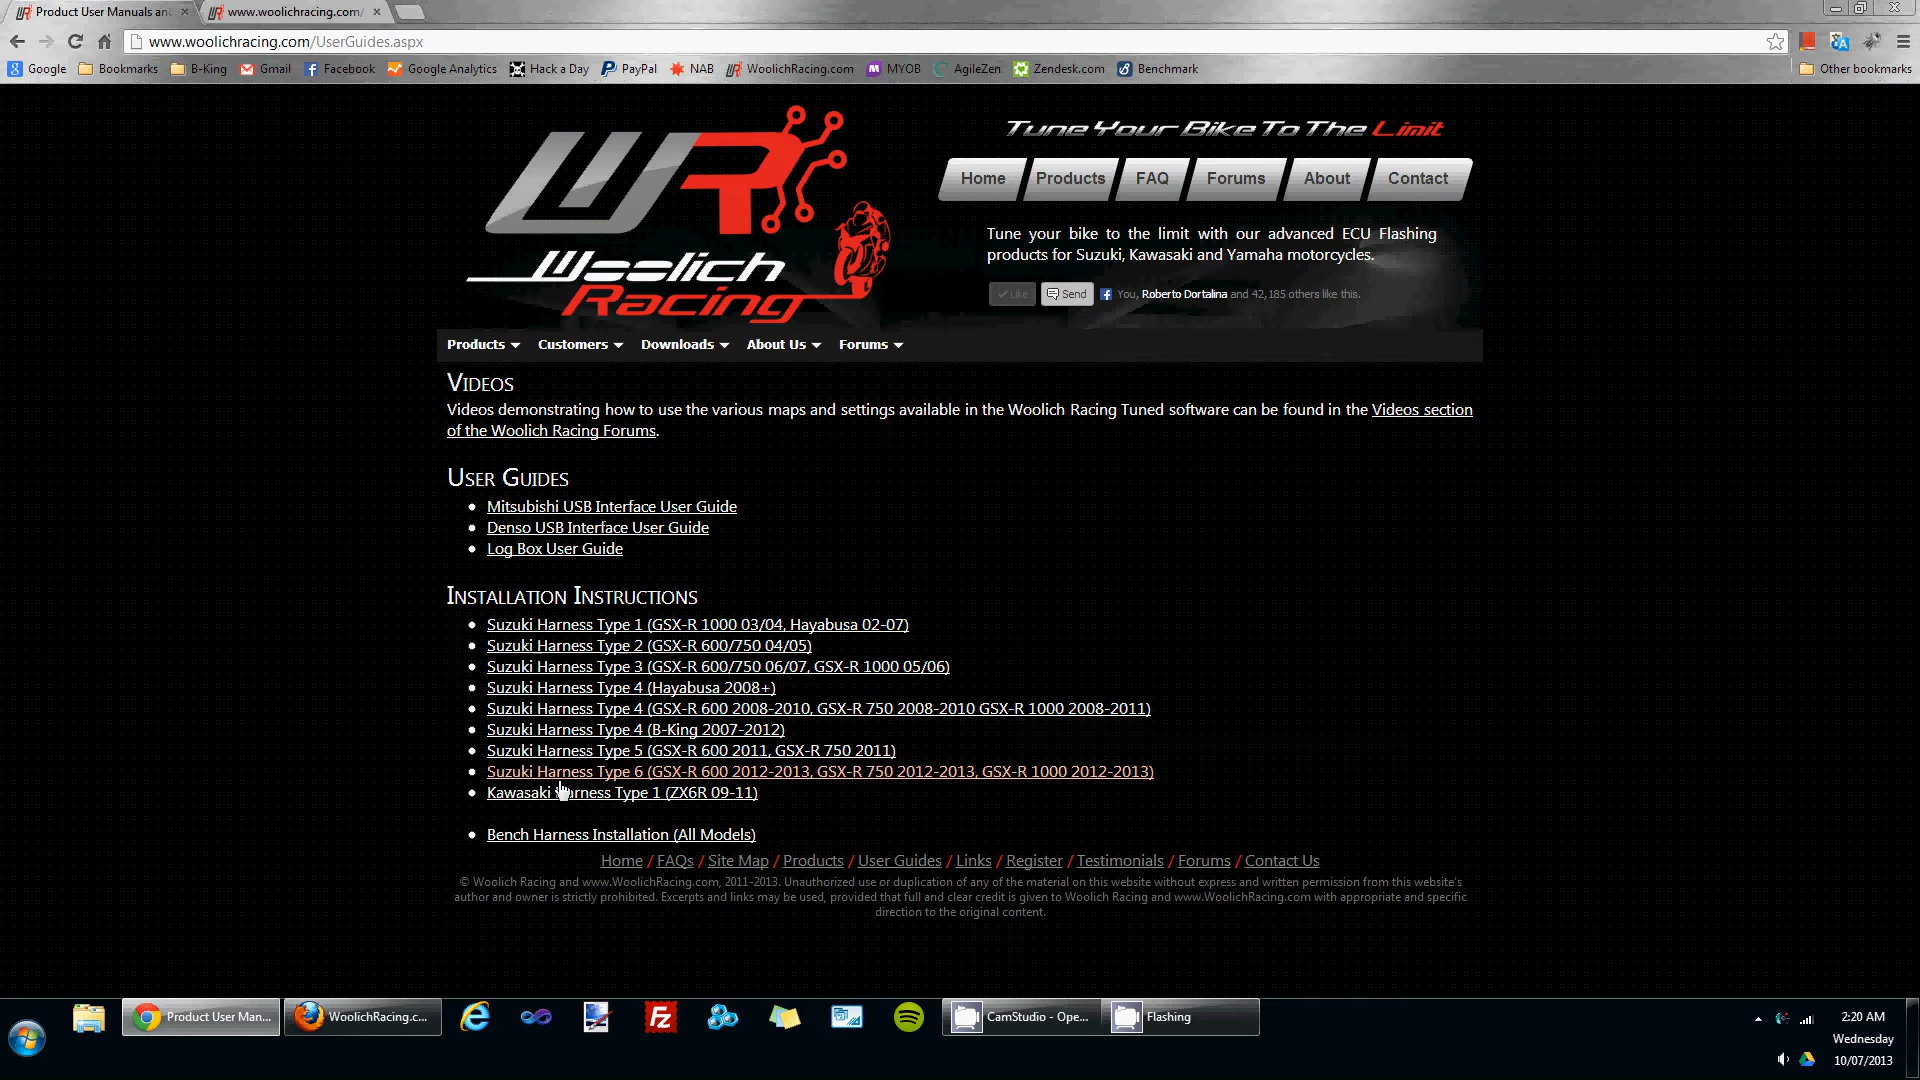 Product User Manuals an
www.woolichracing.com/
www.woolichracing.com/UserGuides.aspx
Google Bookmarks B-King Gmail Facebook Google Analytics Hack a Day PayPal NAB WoolichRacing.com MYOB AgileZen Zendesk.com Benchmark Other bookmarks
WR
Woolich
Racing
Tune Your Bike To The Limit
Home Products FAQ Forums About Contact
Tune your bike to the limit with our advanced ECU Flashing
products for Suzuki, Kawasaki and Yamaha motorcycles.
Like Send You, Roberto Dortalina and 42,185 others like this.
Products Customers Downloads About Us Forums
Videos
Videos demonstrating how to use the various maps and settings available in the Woolich Racing Tuned software can be found in the Videos section
of the Woolich Racing Forums.
User Guides
Mitsubishi USB Interface User Guide
Denso USB Interface User Guide
Log Box User Guide
Installation Instructions
Suzuki Harness Type 1 (GSX-R 1000 03/04, Hayabusa 02-07)
Suzuki Harness Type 2 (GSX-R 600/750 04/05)
Suzuki Harness Type 3 (GSX-R 600/750 06/07, GSX-R 1000 05/06)
Suzuki Harness Type 4 (Hayabusa 2008+)
Suzuki Harness Type 4 (GSX-R 600 2008-2010, GSX-R 750 2008-2010 GSX-R 1000 2008-2011)
Suzuki Harness Type 4 (B-King 2007-2012)
Suzuki Harness Type 5 (GSX-R 600 2011, GSX-R 750 2011)
Suzuki Harness Type 6 (GSX-R 600 2012-2013, GSX-R 750 2012-2013, GSX-R 1000 2012-2013)
Kawasaki Harness Type 1 (ZX6R 09-11)
Bench Harness Installation (All Models)
Home / FAQs / Site Map / Products / User Guides / Links / Register / Testimonials / Forums / Contact Us
© Woolich Racing and www.WoolichRacing.com, 2011-2013. Unauthorized use or duplication of any of the material on this website without express and written permission from this website's
author and owner is strictly prohibited. Excerpts and links may be used, provided that full and clear credit is given to Woolich Racing and www.WoolichRacing.com with appropriate and specific
direction to the original content.
Product User Man... WoolichRacing.c... CamStudio - Ope... Flashing
2:20 AM
Wednesday
10/07/2013